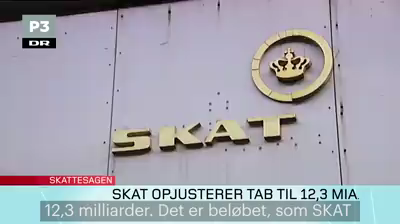 P3
DR
SKAT
SKATTESAGEN
SKAT OPJUSTERER TAB TIL 12,3 MIA.
12,3 milliarder. Det er beløbet, som SKAT